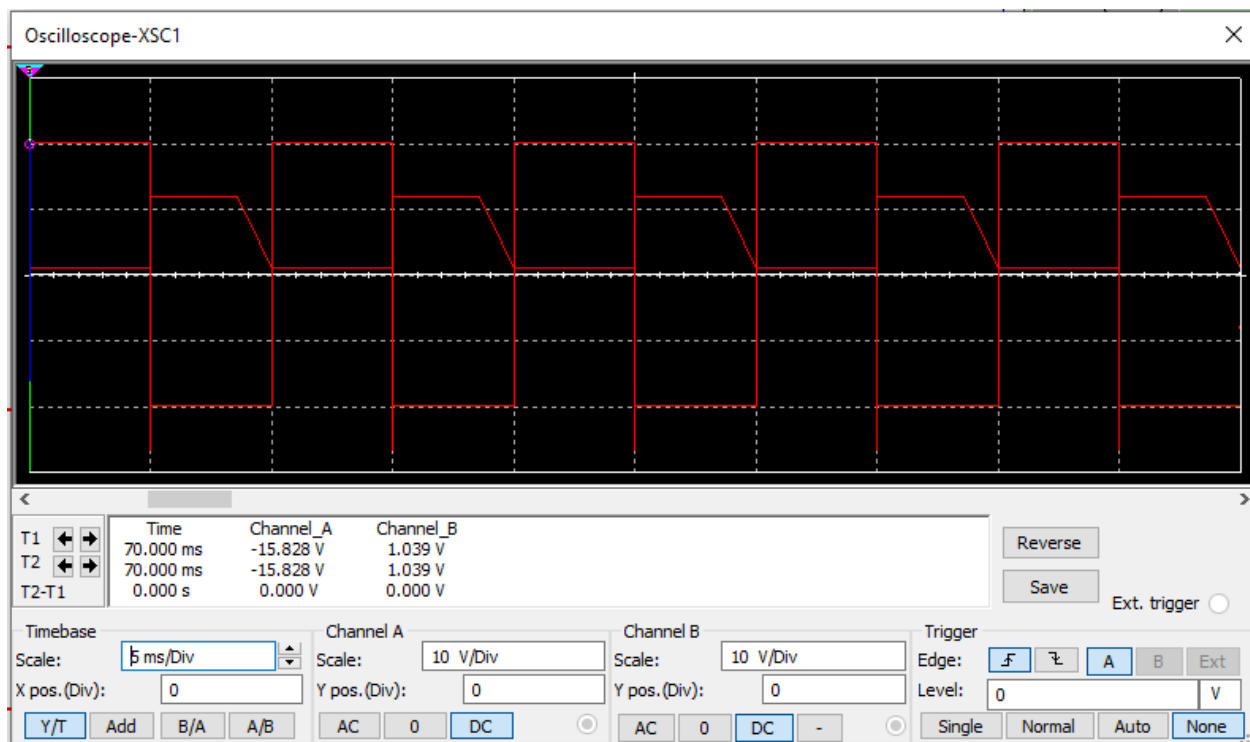 Oscilloscope-XSC1
Time Channel_A Channel_B
T1 70.000 ms -15.828 V 1.039 V
T2 70.000 ms -15.828 V 1.039 V
T2-T1 0.000 s 0.000 V 0.000 V
Reverse
Save
Ext. trigger
Timebase
Scale: 5 ms/Div
X pos.(Div): 0
Y/T Add B/A A/B
Channel A
Scale: 10 V/Div
Y pos.(Div): 0
AC 0 DC
Channel B
Scale: 10 V/Div
Y pos.(Div): 0
AC 0 DC -
Trigger
Edge: A B Ext
Level: 0 V
Single Normal Auto None